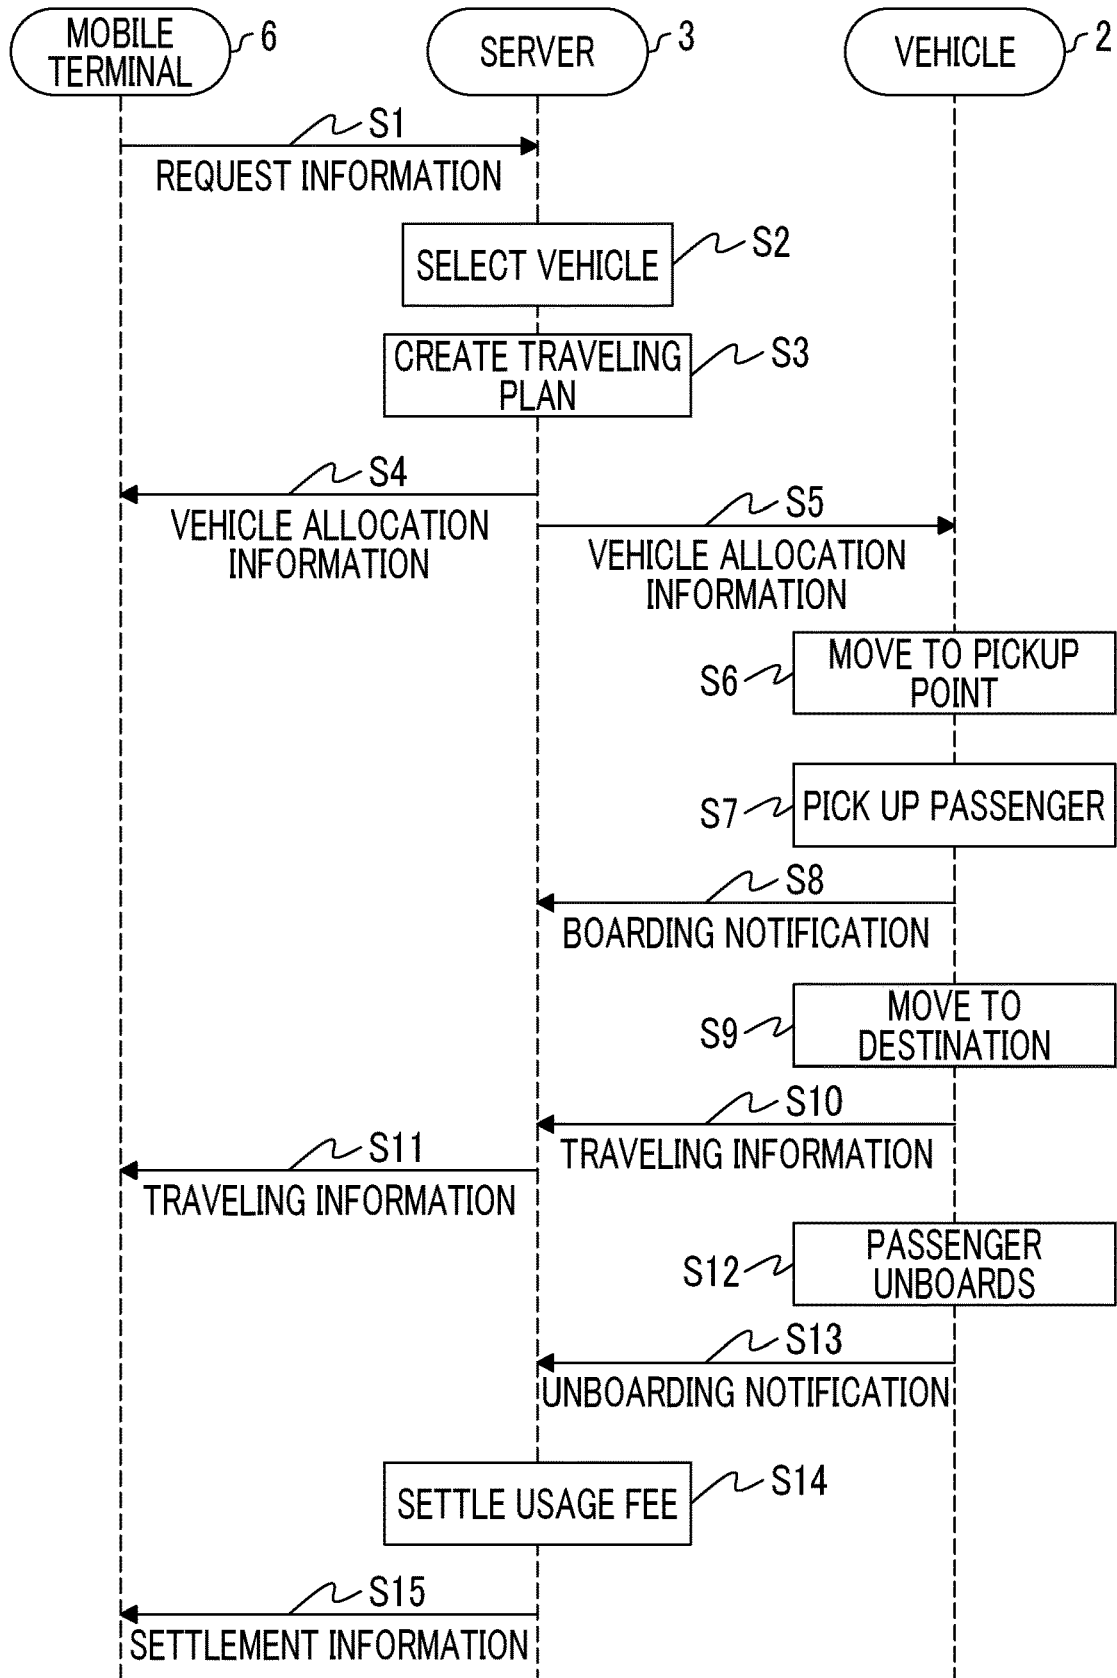 MOBILE
TERMINAL
6
SERVER
3
VEHICLE
2
S1
REQUEST INFORMATION
SELECT VEHICLE
S2
CREATE TRAVELING
PLAN
S3
S4
VEHICLE ALLOCATION
INFORMATION
S5
VEHICLE ALLOCATION
INFORMATION
S6
MOVE TO PICKUP
POINT
S7
PICK UP PASSENGER
S8
BOARDING NOTIFICATION
S9
MOVE TO
DESTINATION
S10
TRAVELING INFORMATION
S11
TRAVELING INFORMATION
S12
PASSENGER
UNBOARDS
S13
UNBOARDING NOTIFICATION
SETTLE USAGE FEE
S14
S15
SETTLEMENT INFORMATION